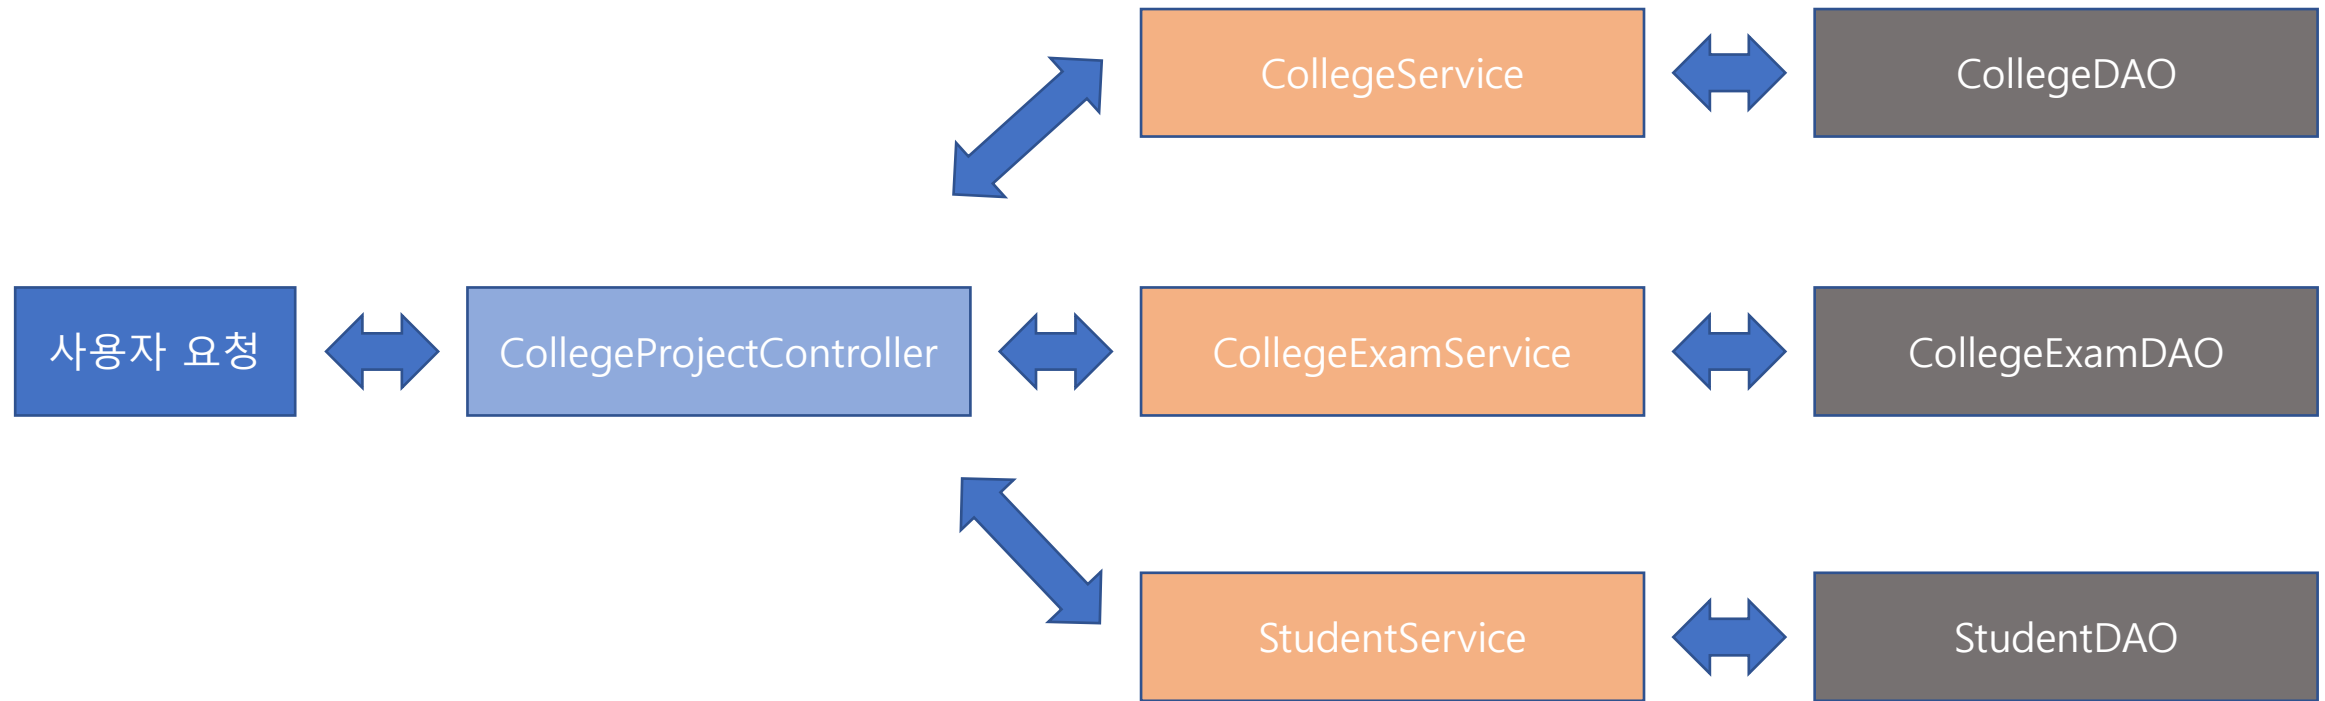 CollegeService
CollegeDAO
사용자 요청
CollegeProjectController
CollegeExamService
CollegeExamDAO
StudentService
StudentDAO